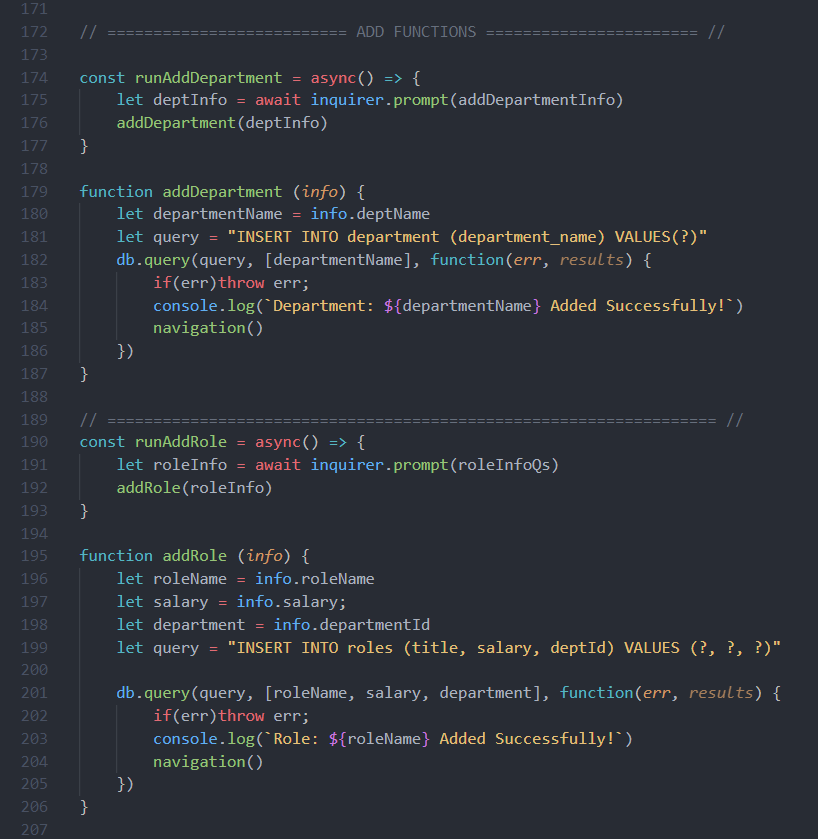 171
172 // ========================== ADD FUNCTIONS ======================= //
173
174 const runAddDepartment = async() => {
175     let deptInfo = await inquirer.prompt(addDepartmentInfo)
176     addDepartment(deptInfo)
177 }
178
179 function addDepartment (info) {
180     let departmentName = info.deptName
181     let query = "INSERT INTO department (department_name) VALUES(?)"
182     db.query(query, [departmentName], function(err, results) {
183         if(err)throw err;
184         console.log(`Department: ${departmentName} Added Successfully!`)
185         navigation()
186     })
187 }
188
189 // ================================================================== //
190 const runAddRole = async() => {
191     let roleInfo = await inquirer.prompt(roleInfoQs)
192     addRole(roleInfo)
193 }
194
195 function addRole (info) {
196     let roleName = info.roleName
197     let salary = info.salary;
198     let department = info.departmentId
199     let query = "INSERT INTO roles (title, salary, deptId) VALUES (?, ?, ?)"
200
201     db.query(query, [roleName, salary, department], function(err, results) {
202         if(err)throw err;
203         console.log(`Role: ${roleName} Added Successfully!`)
204         navigation()
205     })
206 }
207